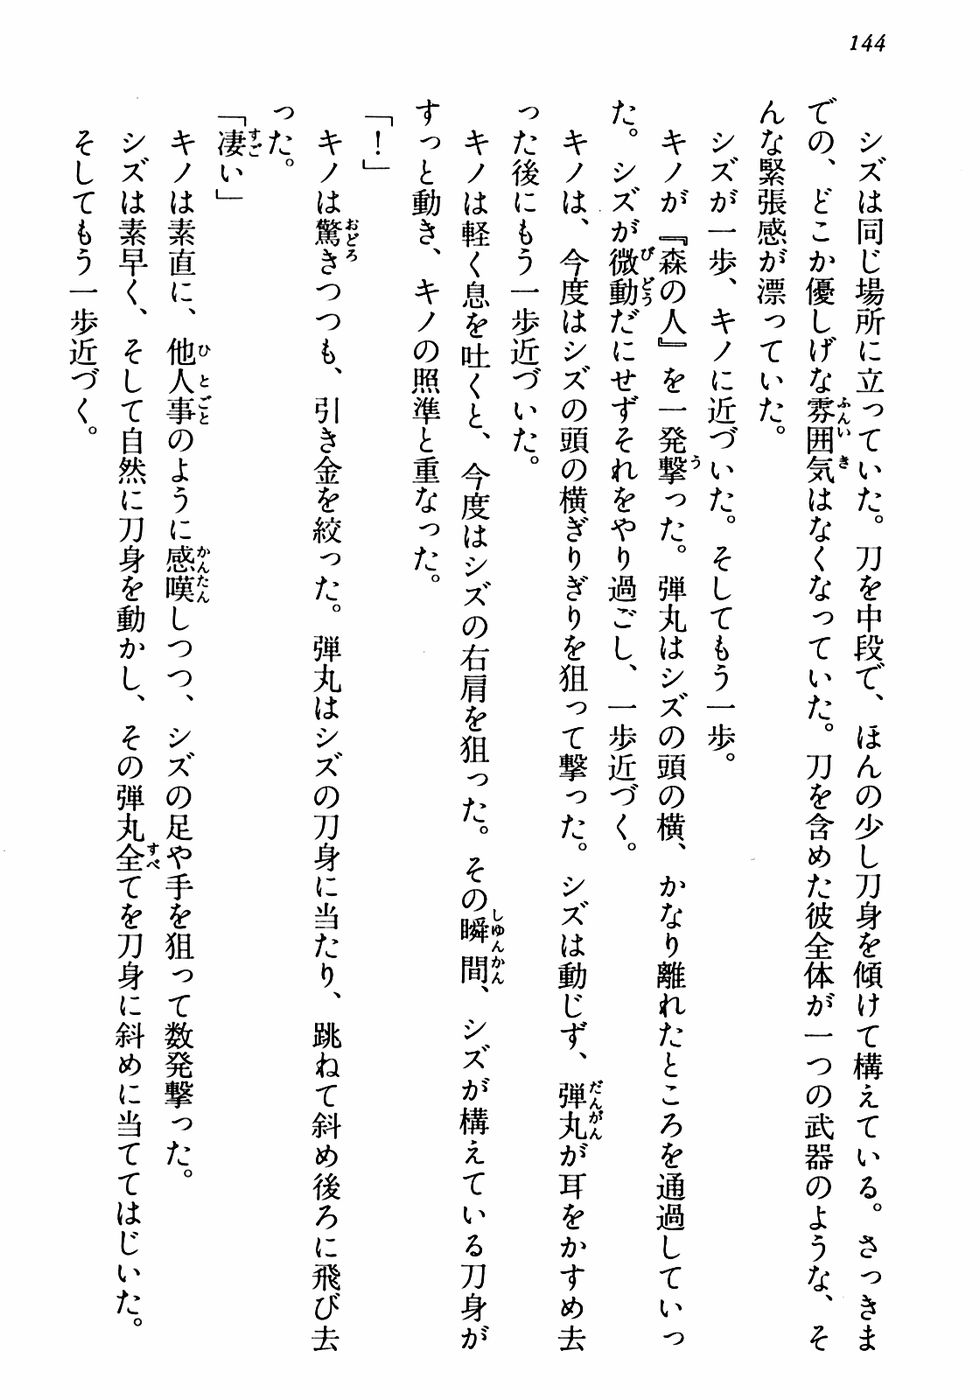 144
シズは同じ場所に立っていた。刀を中段で、ほんの少し刀身を傾けて構えている。さっきま
での、どこか優しげな雰囲気はなくなっていた。刀を含めた彼全体が一つの武器のような、そ
んな緊張感が漂っていた。
シズが一歩、キノに近づいた。そしてもう一歩。
キノが『森の人』を一発撃った。弾丸はシズの頭の横、かなり離れたところを通過していっ
た。シズが微動だにせずそれをやり過ごし、一歩近づく。
キノは、今度はシズの頭の横ぎりぎりを狙って撃った。シズは動じず、弾丸が耳をかすめ去
った後にもう一歩近づいた。
キノは軽く息を吐くと、今度はシズの右肩を狙った。その瞬間、シズが構えている刀身が
すっと動き、キノの照準と重なった。
「！」
キノは驚きつつも、引き金を絞った。弾丸はシズの刀身に当たり、跳ねて斜め後ろに飛び去
った。
「凄い」
キノは素直に、他人事のように感嘆しつつ、シズの足や手を狙って数発撃った。
シズは素早く、そして自然に刀身を動かし、その弾丸全てを刀身に斜めに当ててはじいた。
そしてもう一歩近づく。